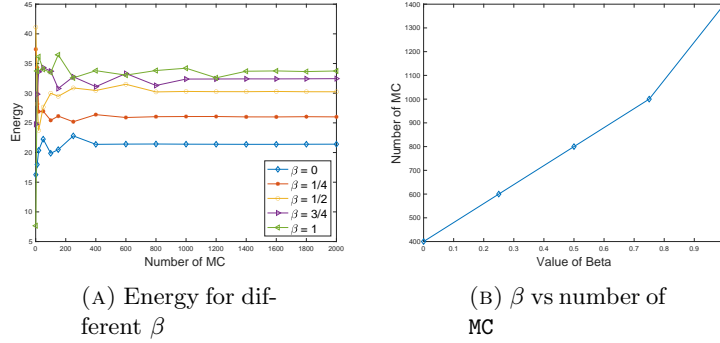 45
40
35
30
25
20
15
10
5
Energy
0 200 400 600 800 1000 1200 1400 1600 1800 2000
Number of MC
β = 0
β = 1/4
β = 1/2
β = 3/4
β = 1
(A) Energy for dif-
ferent β
1400
1300
1200
1100
1000
900
800
700
600
500
400
Number of MC
0 0.1 0.2 0.3 0.4 0.5 0.6 0.7 0.8 0.9
Value of Beta
(B) β vs number of
MC